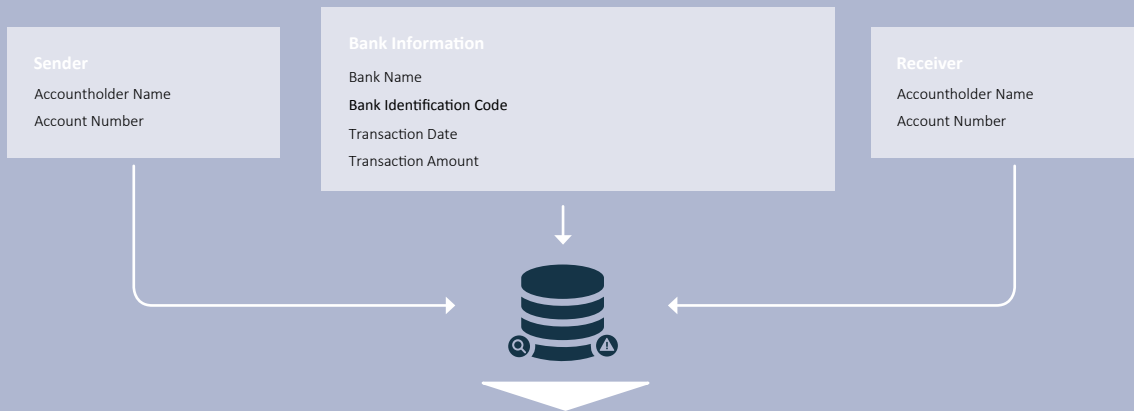 Sender
Accountholder Name
Account Number
Bank Information
Bank Name
Bank Identification Code
Transaction Date
Transaction Amount
Receiver
Accountholder Name
Account Number